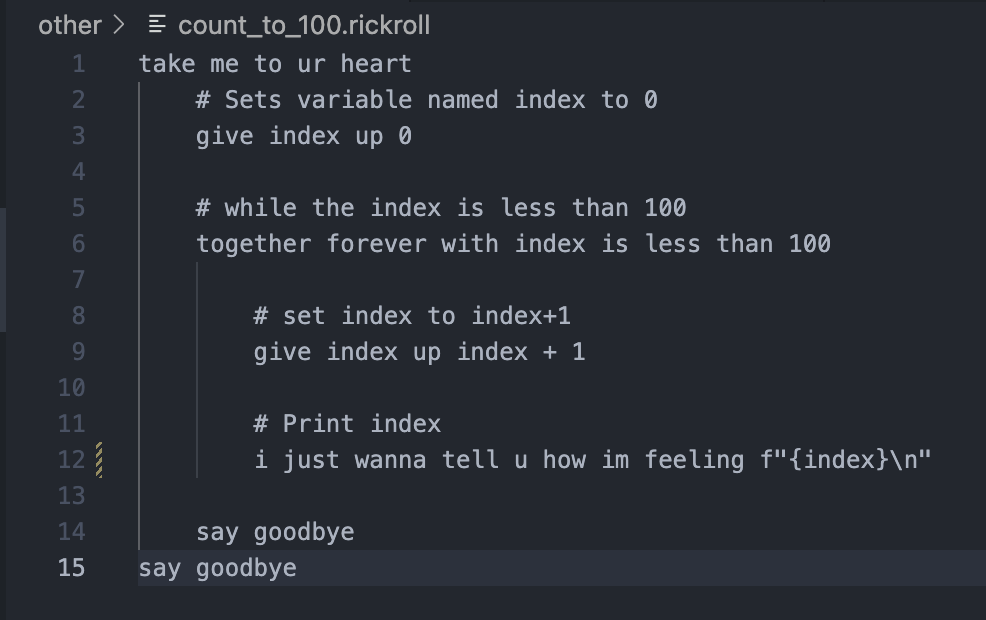 other > count_to_100.rickroll
1 take me to ur heart
2 # Sets variable named index to 0
3 give index up 0
4
5 # while the index is less than 100
6 together forever with index is less than 100
7
8 # set index to index+1
9 give index up index + 1
10
11 # Print index
12 i just wanna tell u how im feeling f"{index}\n"
13
14 say goodbye
15 say goodbye